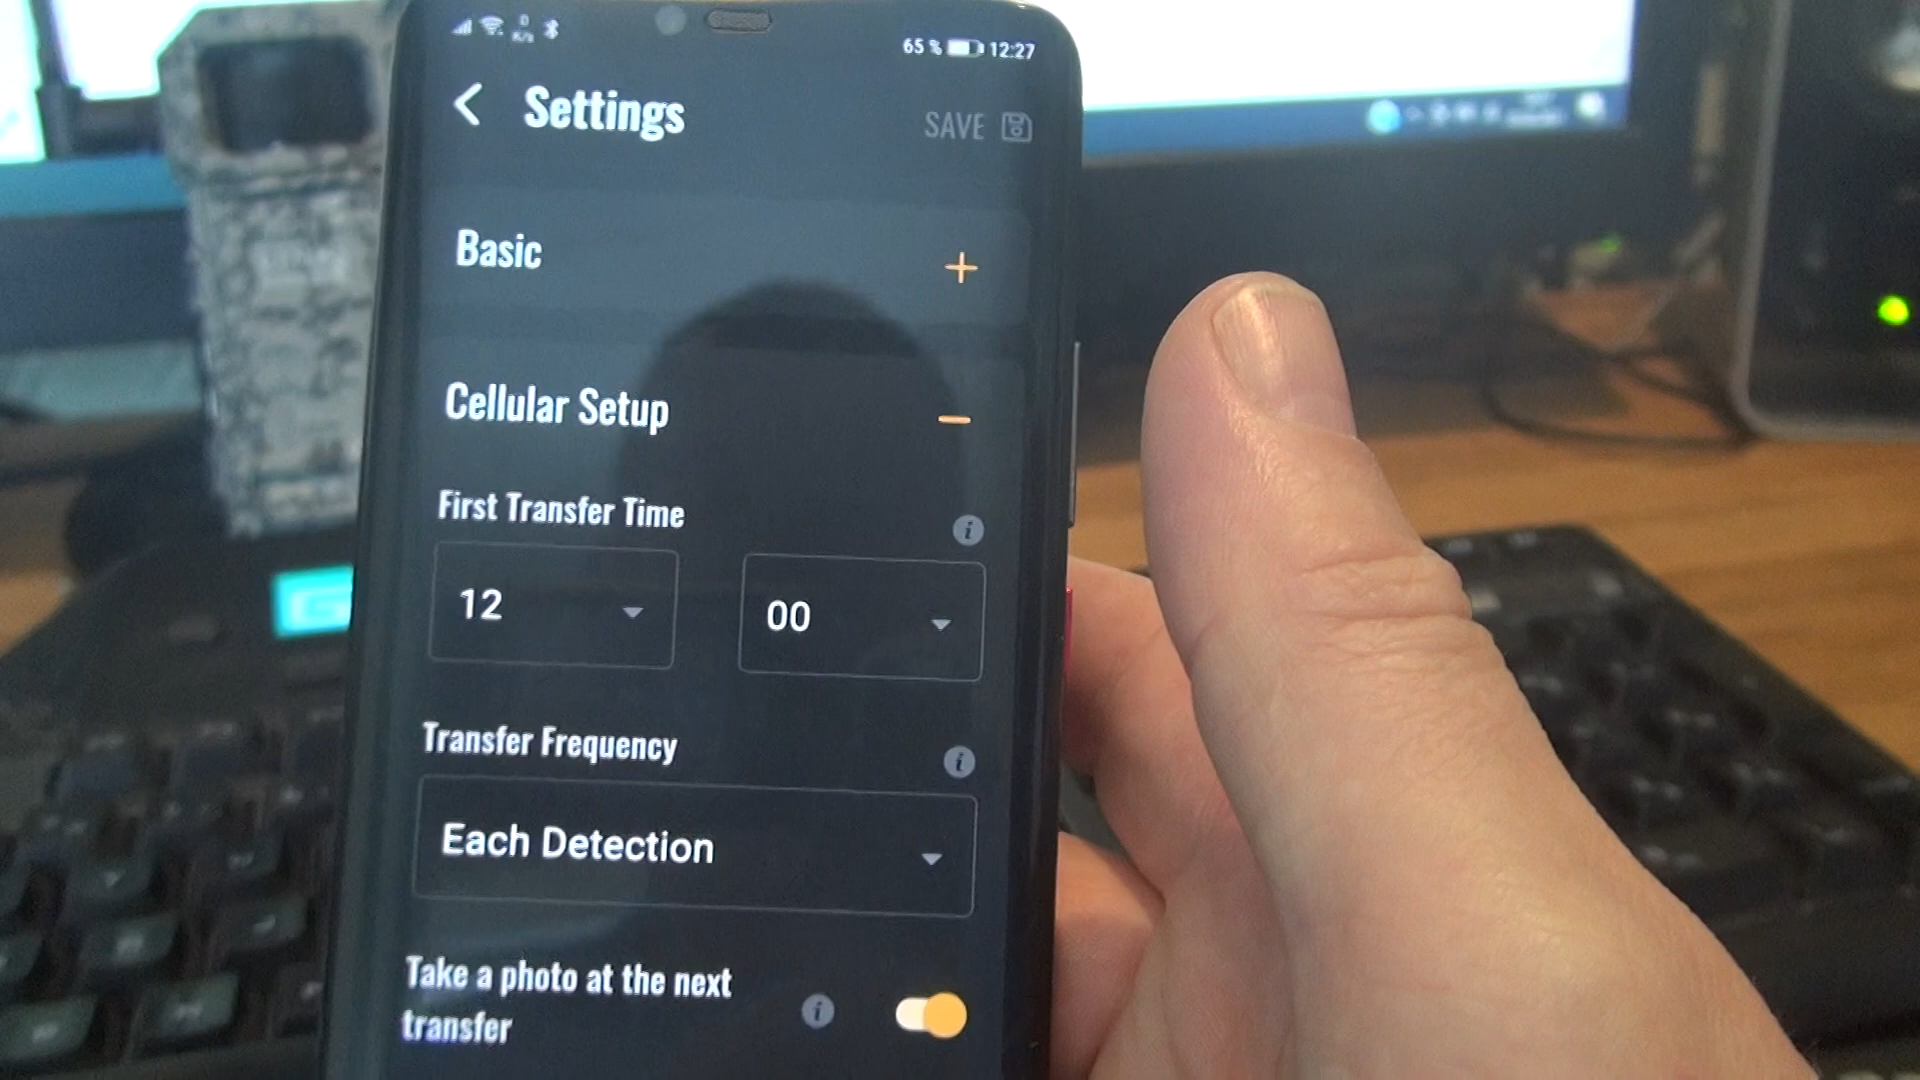 0
K/s
65 % 12:27
Settings
SAVE
Basic
Cellular Setup
First Transfer Time
12
00
Transfer Frequency
Each Detection
Take a photo at the next
transfer